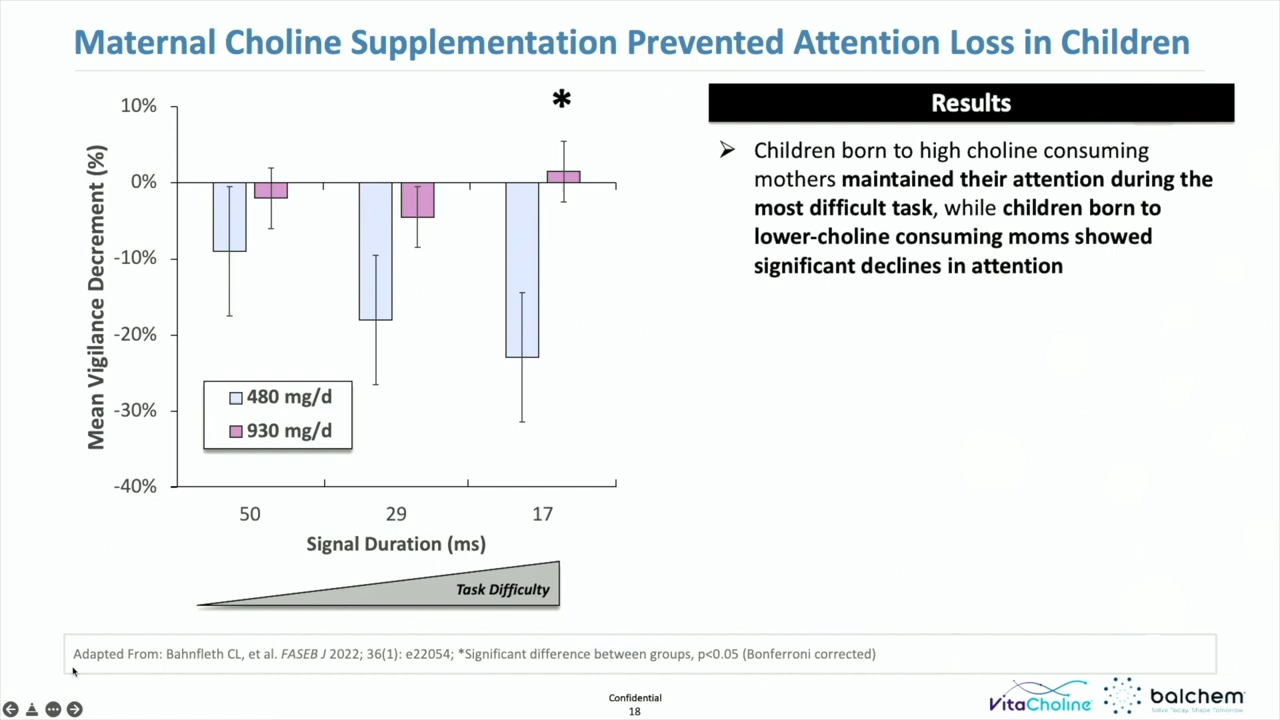 Maternal Choline Supplementation Prevented Attention Loss in Children
10%
0%
-10%
-20%
-30%
-40%
Mean Vigilance Decrement (%)
*
480 mg/d
930 mg/d
50 29 17
Signal Duration (ms)
Task Difficulty
Results
➢ Children born to high choline consuming
mothers maintained their attention during the
most difficult task, while children born to
lower-choline consuming moms showed
significant declines in attention
Adapted From: Bahnfleth CL, et al. FASEB J 2022; 36(1): e22054; *Significant difference between groups, p<0.05 (Bonferroni corrected)
Confidential
18
VitaCholine
balchem
Solve Today. Shape Tomorrow.